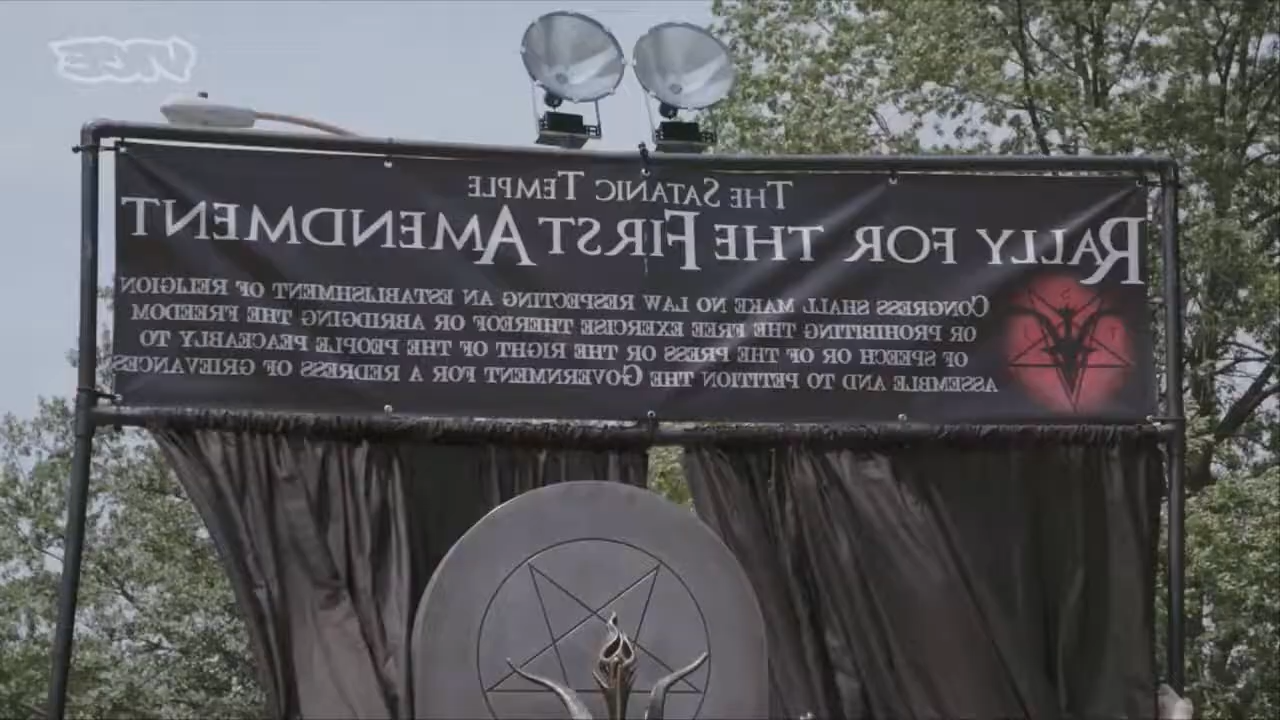 VICE
The Satanic Temple
Rally for the First Amendment
Congress shall make no law respecting an establishment of religion
or prohibiting the free exercise thereof or abridging the freedom
of speech or of the press or the right of the people peaceably to
assemble and to petition the Government for a redress of grievances